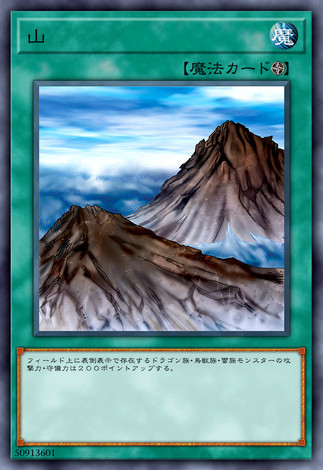 山
魔
【魔法カード】
フィールド上に表側表示で存在するドラゴン族・鳥獣族・雷族モンスターの攻
撃力・守備力は２００ポイントアップする。
50913601